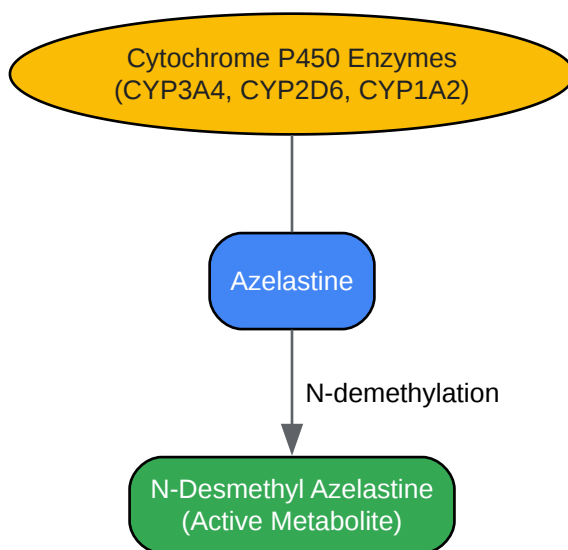 Cytochrome P450 Enzymes
(CYP3A4, CYP2D6, CYP1A2)
Azelastine
N-demethylation
N-Desmethyl Azelastine
(Active Metabolite)